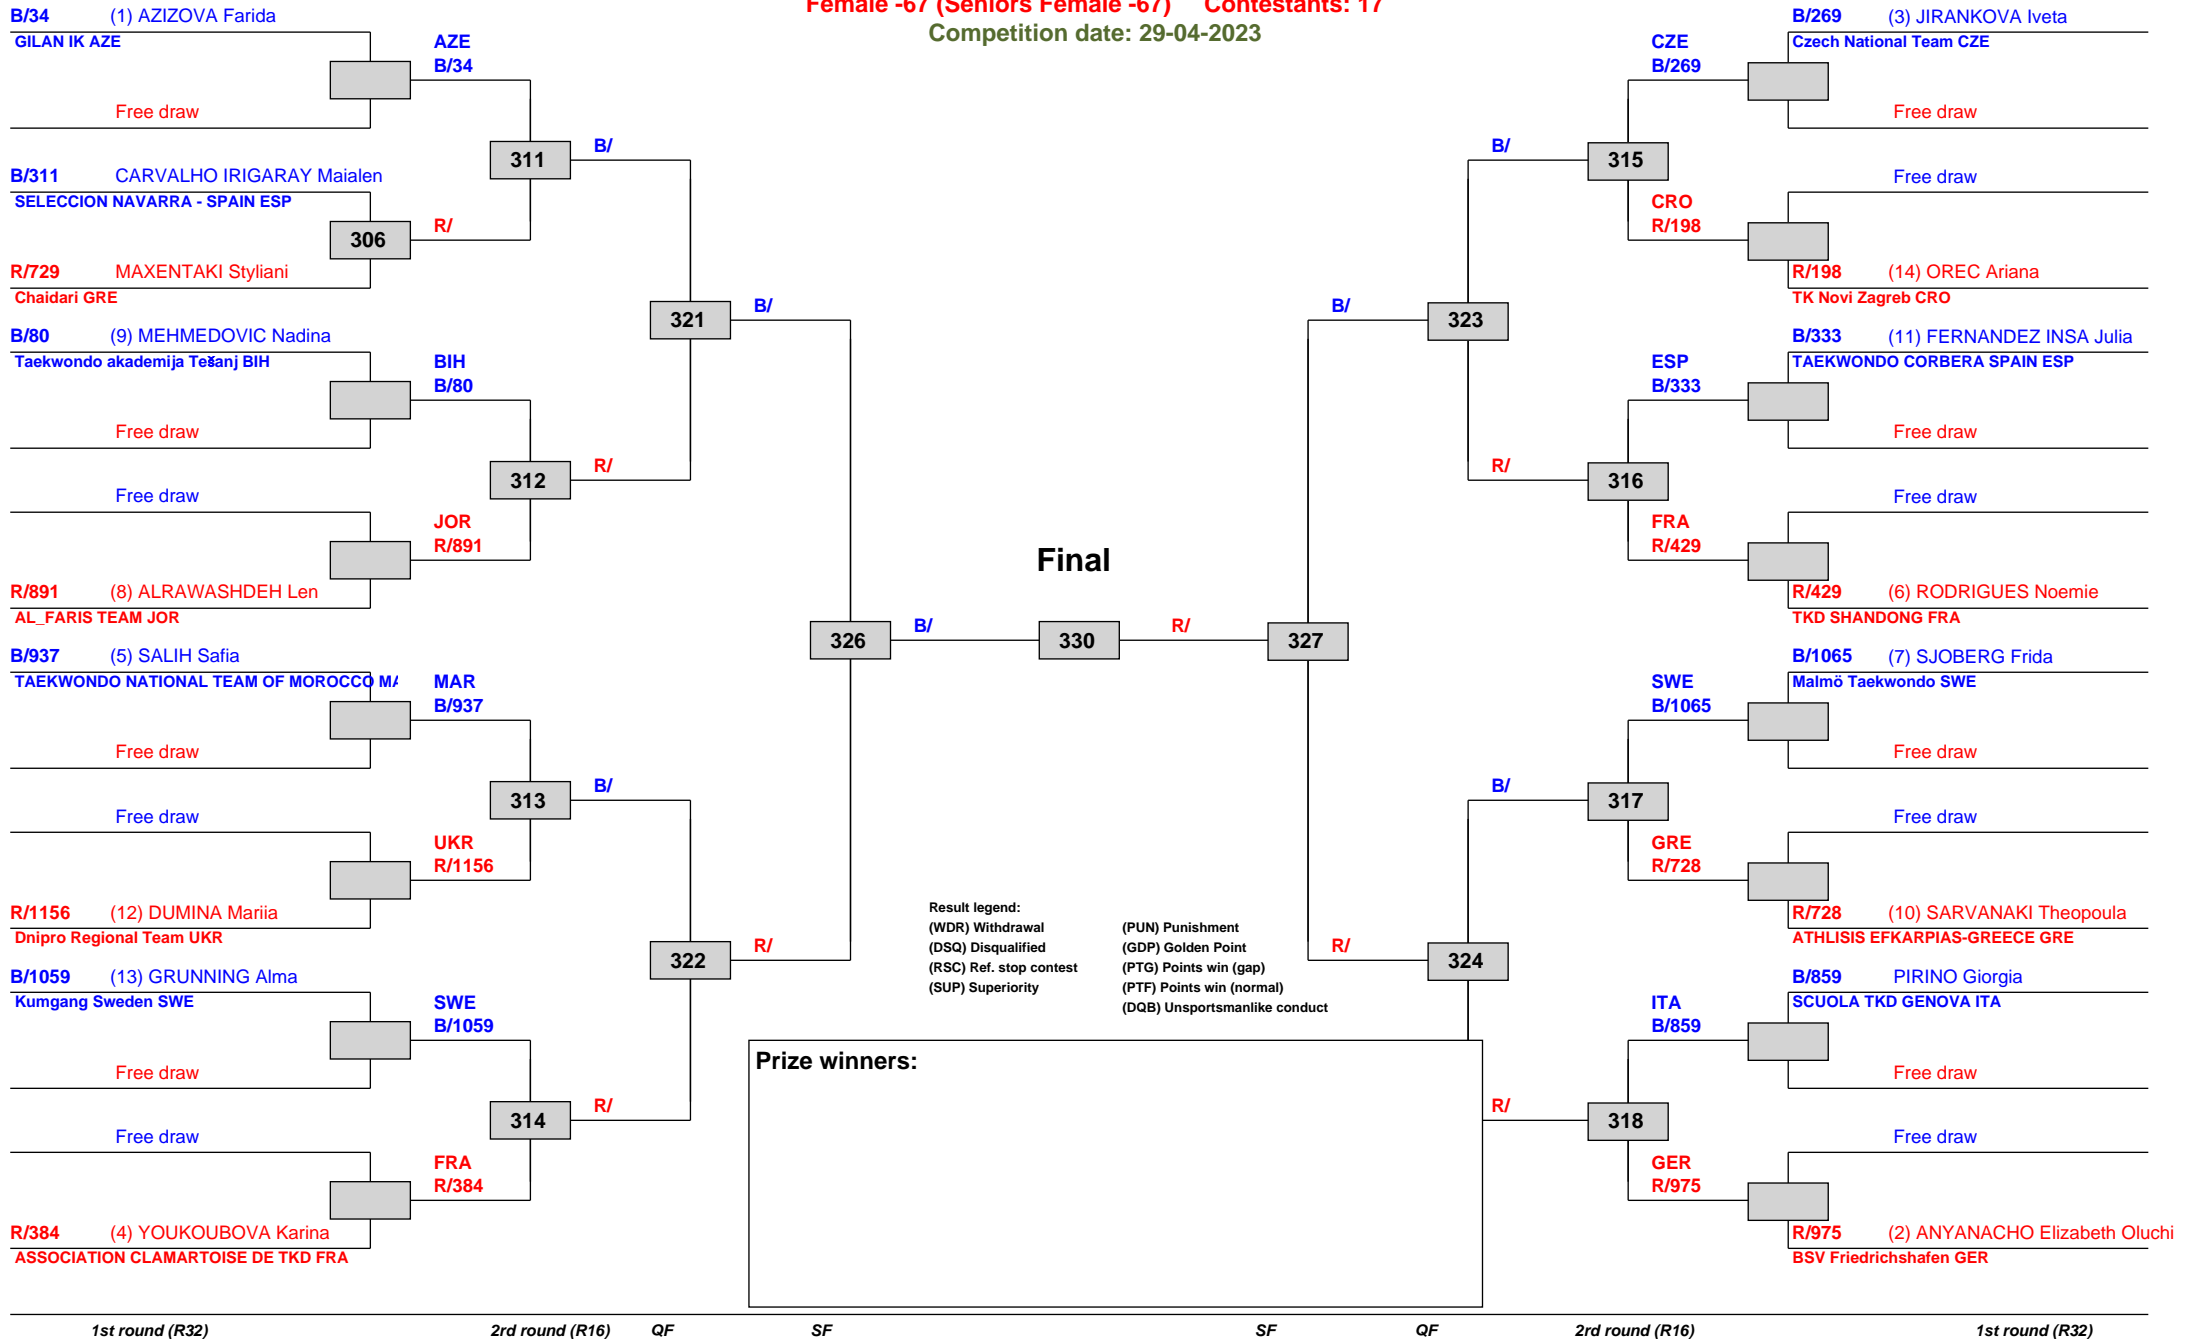 Female -67 (Seniors Female -67) Contestants: 17
Competition date: 29-04-2023
B/34 (1) AZIZOVA Farida
GILAN IK AZE
Free draw
AZE
B/34
B/311 CARVALHO IRIGARAY Maialen
SELECCION NAVARRA - SPAIN ESP
306
R/
R/729 MAXENTAKI Styliani
Chaidari GRE
311
B/
B/80 (9) MEHMEDOVIC Nadina
Taekwondo akademija Tešanj BIH
Free draw
BIH
B/80
312
R/
Free draw
JOR
R/891
R/891 (8) ALRAWASHDEH Len
AL_FARIS TEAM JOR
321
B/
B/937 (5) SALIH Safia
TAEKWONDO NATIONAL TEAM OF MOROCCO
Free draw
MAR
B/937
313
B/
Free draw
UKR
R/1156
R/1156 (12) DUMINA Mariia
Dnipro Regional Team UKR
322
R/
B/1059 (13) GRUNNING Alma
Kumgang Sweden SWE
Free draw
SWE
B/1059
314
R/
Free draw
FRA
R/384
R/384 (4) YOUKOUBOVA Karina
ASSOCIATION CLAMARTOISE DE TKD FRA
Final
326
B/
330
R/
327
B/269 (3) JIRANKOVA Iveta
Czech National Team CZE
Free draw
CZE
B/269
B/
315
Free draw
CRO
R/198
R/198 (14) OREC Ariana
TK Novi Zagreb CRO
B/
323
B/333 (11) FERNANDEZ INSA Julia
TAEKWONDO CORBERA SPAIN ESP
Free draw
ESP
B/333
R/
316
Free draw
FRA
R/429
R/429 (6) RODRIGUES Noemie
TKD SHANDONG FRA
B/1065 (7) SJOBERG Frida
Malmö Taekwondo SWE
Free draw
SWE
B/1065
B/
317
Free draw
GRE
R/728
R/728 (10) SARVANAKI Theopoula
ATHLISIS EFKARPIAS-GREECE GRE
R/
324
B/859 PIRINO Giorgia
SCUOLA TKD GENOVA ITA
Free draw
ITA
B/859
R/
318
Free draw
GER
R/975
R/975 (2) ANYANACHO Elizabeth Oluchi
BSV Friedrichshafen GER
Result legend:
(WDR) Withdrawal
(DSQ) Disqualified
(RSC) Ref. stop contest
(SUP) Superiority
(PUN) Punishment
(GDP) Golden Point
(PTG) Points win (gap)
(PTF) Points win (normal)
(DQB) Unsportsmanlike conduct
Prize winners:
1st round (R32) 2rd round (R16) QF SF SF QF 2rd round (R16) 1st round (R32)